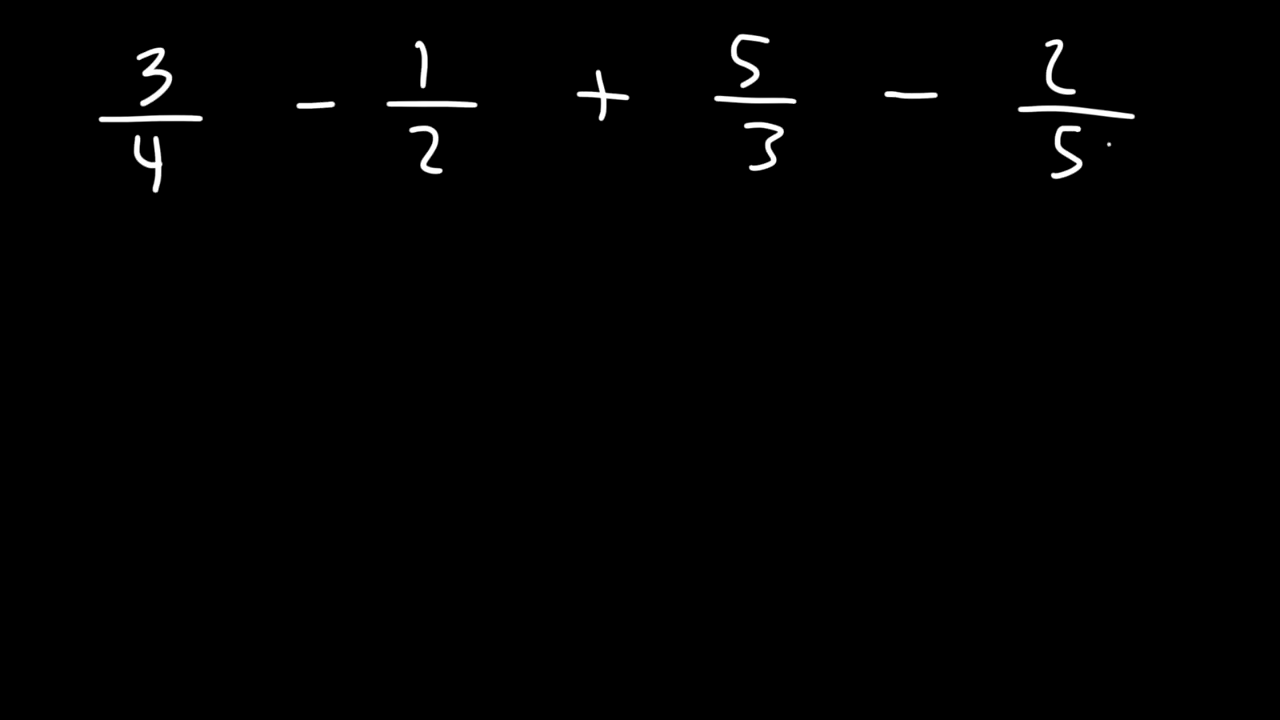 3/4 - 1/2 + 5/3 - 2/5